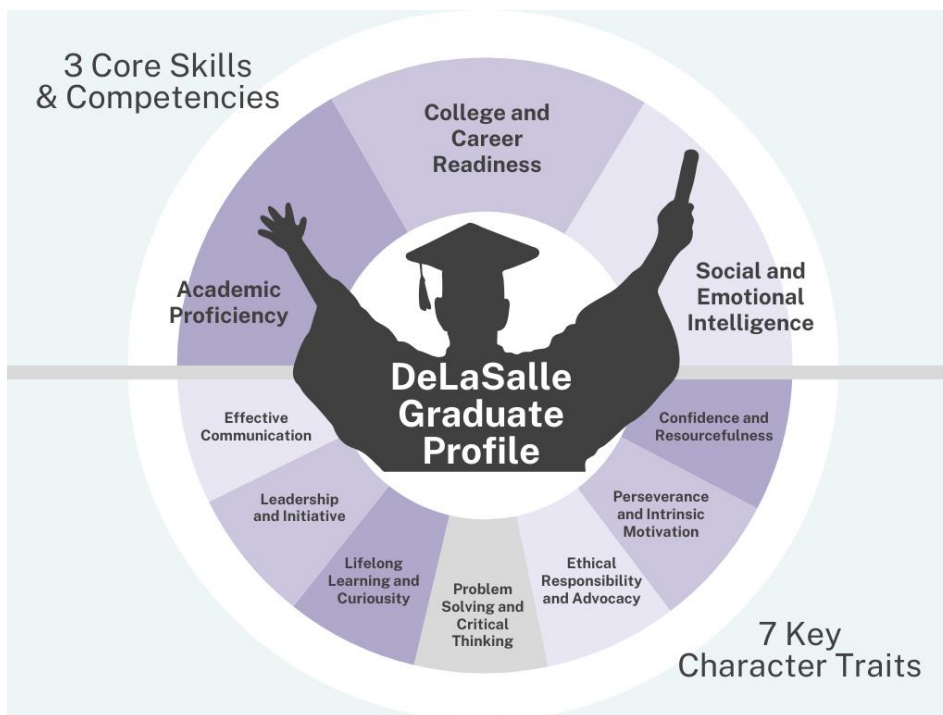 3 Core Skills
& Competencies
College and
Career
Readiness
Academic
Proficiency
Social and
Emotional
Intelligence
DeLaSalle
Graduate
Profile
Effective
Communication
Leadership
and Initiative
Lifelong
Learning and
Curiousity
Problem
Solving and
Critical
Thinking
Ethical
Responsibility
and Advocacy
Perseverance
and Intrinsic
Motivation
Confidence and
Resourcefulness
7 Key
Character Traits